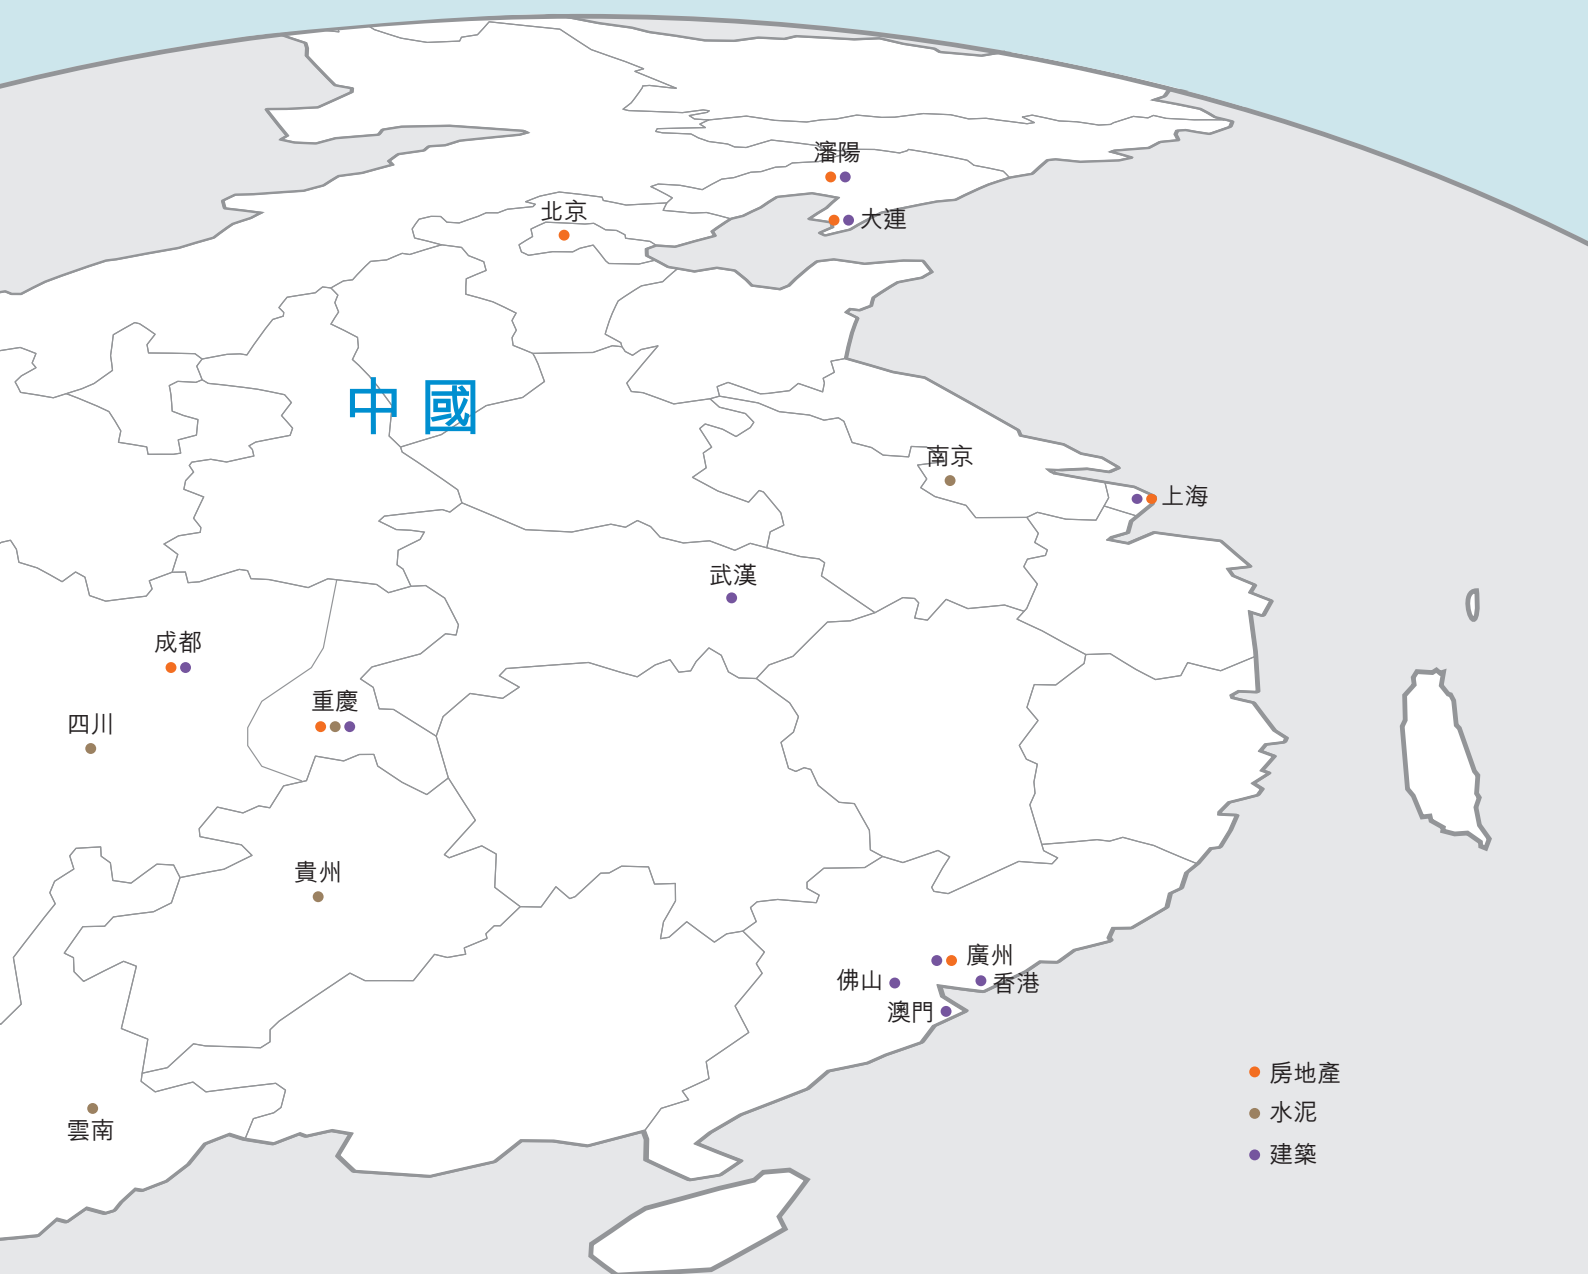 瀋陽
北京
大連
中國
南京
上海
武漢
成都
重慶
四川
貴州
廣州
佛山
香港
澳門
房地產
水泥
雲南
建築